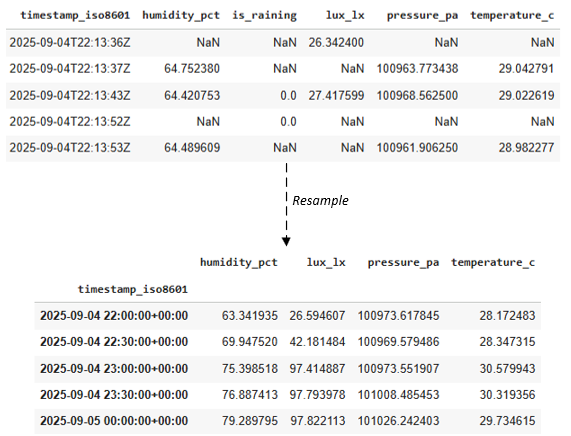 timestamp_iso8601 humidity_pct is_raining lux_lx pressure_pa temperature_c
2025-09-04T22:13:36Z NaN NaN 26.342400 NaN NaN
2025-09-04T22:13:37Z 64.752380 NaN NaN 100963.773438 29.042791
2025-09-04T22:13:43Z 64.420753 0.0 27.417599 100968.562500 29.022619
2025-09-04T22:13:52Z NaN 0.0 NaN NaN NaN
2025-09-04T22:13:53Z 64.489609 NaN NaN 100961.906250 28.982277
Resample
humidity_pct lux_lx pressure_pa temperature_c
timestamp_iso8601
2025-09-04 22:00:00+00:00 63.341935 26.594607 100973.617845 28.172483
2025-09-04 22:30:00+00:00 69.947520 42.181484 100969.579486 28.347315
2025-09-04 23:00:00+00:00 75.398518 97.414887 100973.551907 30.579943
2025-09-04 23:30:00+00:00 76.887413 97.793978 101008.485453 30.319356
2025-09-05 00:00:00+00:00 79.289795 97.822113 101026.242403 29.734615